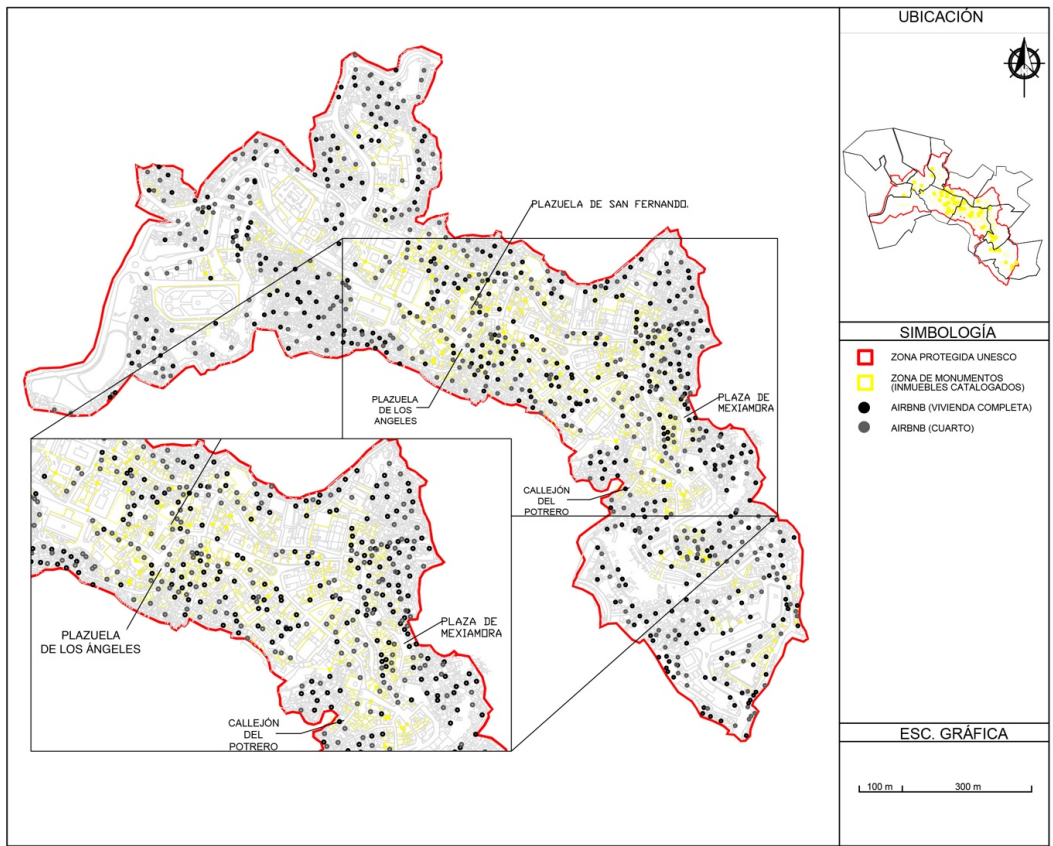 UBICACIÓN
PLAZUELA DE SAN FERNANDO.
PLAZUELA
DE LOS
ANGELES
PLAZA DE
MEXIAMORA
CALLEJÓN
DEL
POTRERO
PLAZUELA
DE LOS ÁNGELES
PLAZA DE
MEXIAMORA
CALLEJÓN
DEL
POTRERO
SIMBOLOGÍA
ZONA PROTEGIDA UNESCO
ZONA DE MONUMENTOS
(INMUEBLES CATALOGADOS)
AIRBNB (VIVIENDA COMPLETA)
AIRBNB (CUARTO)
ESC. GRÁFICA
100 m 300 m